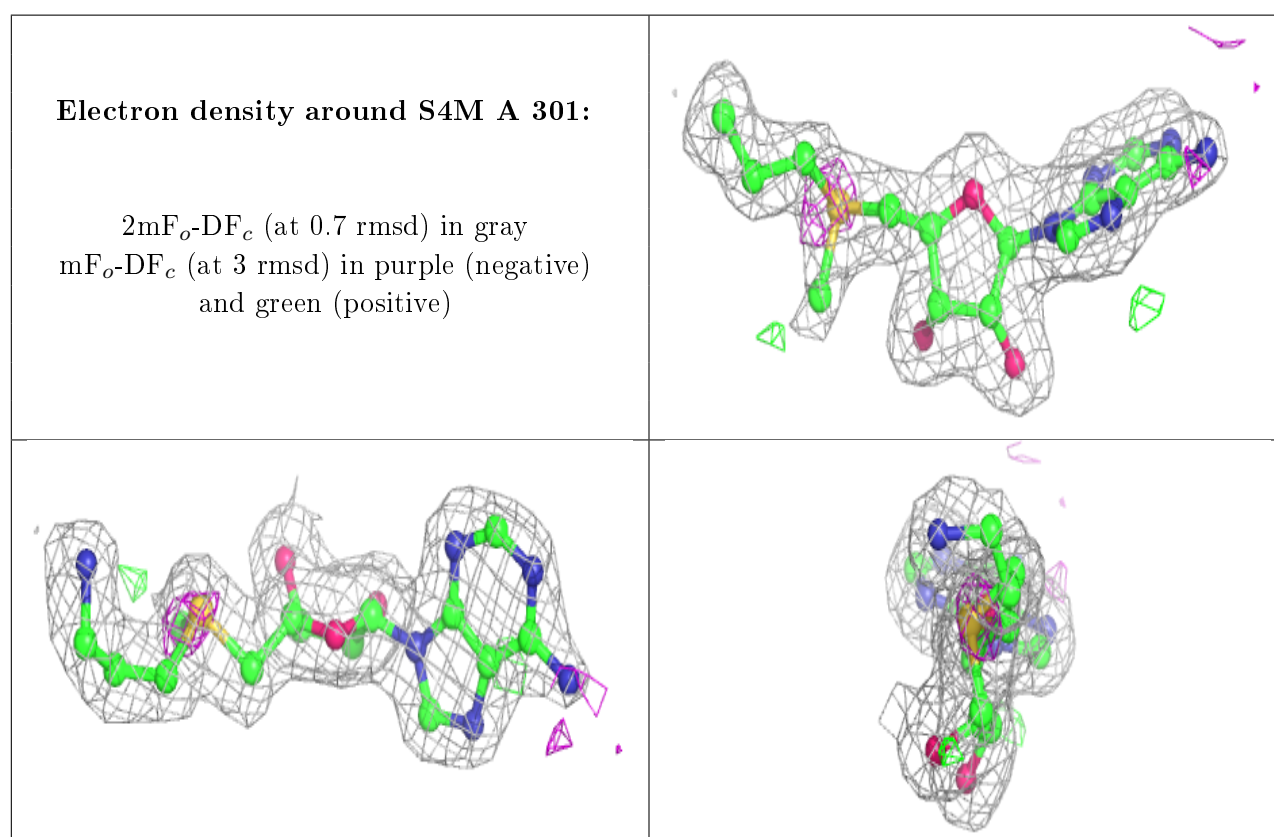 Electron density around S4M A 301:
2mFₒ-DF𝒸 (at 0.7 rmsd) in gray
mFₒ-DF𝒸 (at 3 rmsd) in purple (negative)
and green (positive)